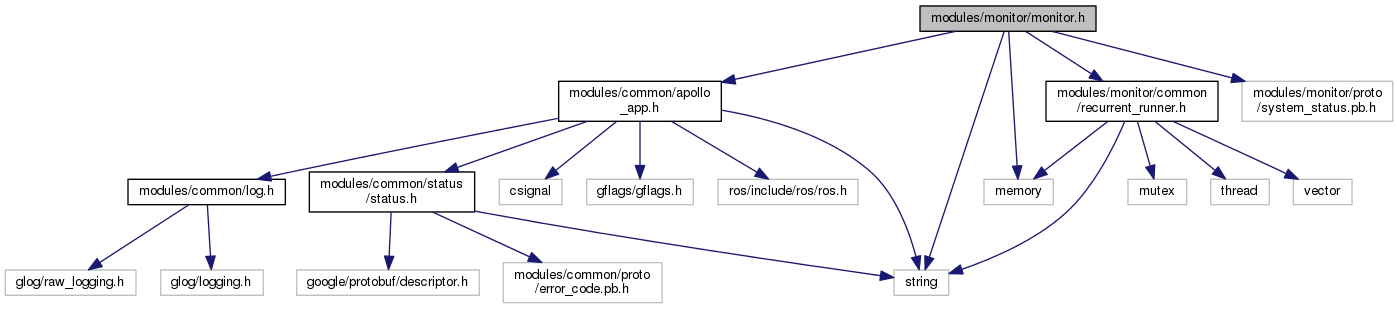 modules/monitor/monitor.h
modules/common/apollo
_app.h
modules/monitor/common
/recurrent_runner.h
modules/monitor/proto
/system_status.pb.h
modules/common/log.h
modules/common/status
/status.h
csignal
gflags/gflags.h
ros/include/ros/ros.h
memory
mutex
thread
vector
glog/raw_logging.h
glog/logging.h
google/protobuf/descriptor.h
modules/common/proto
/error_code.pb.h
string